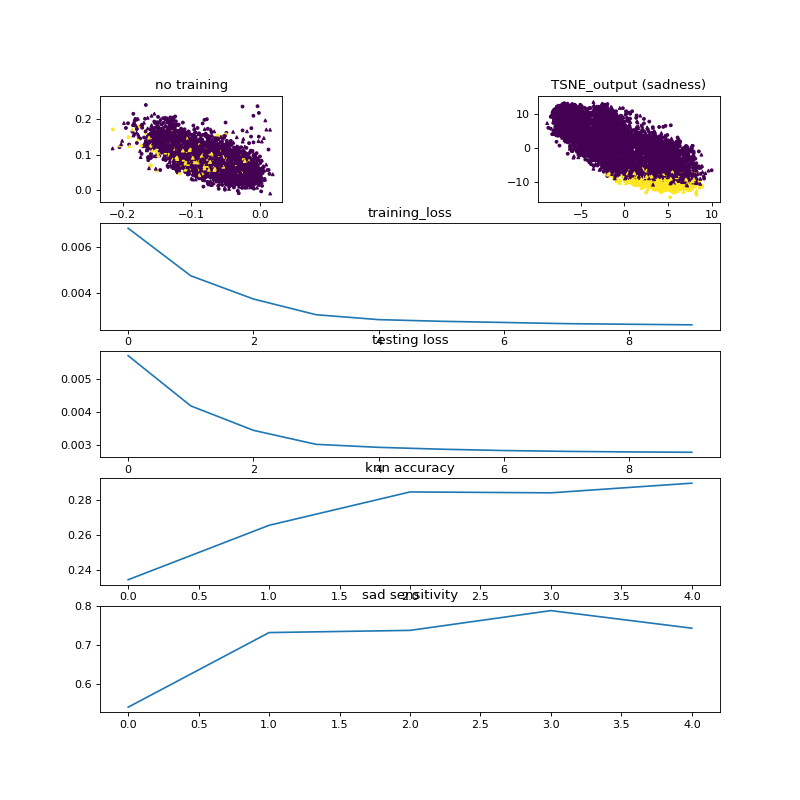 no training
TSNE_output (sadness)
0.2
0.1
0.0
−0.2 −0.1 0.0
10
0
−10
−5 0 5 10
training_loss
0.006
0.004
0 2 4 6 8
testing loss
0.005
0.004
0.003
0 2 4 6 8
knn accuracy
0.28
0.26
0.24
0.0 0.5 1.0 1.5 2.0 2.5 3.0 3.5 4.0
sad sensitivity
0.8
0.7
0.6
0.0 0.5 1.0 1.5 2.0 2.5 3.0 3.5 4.0